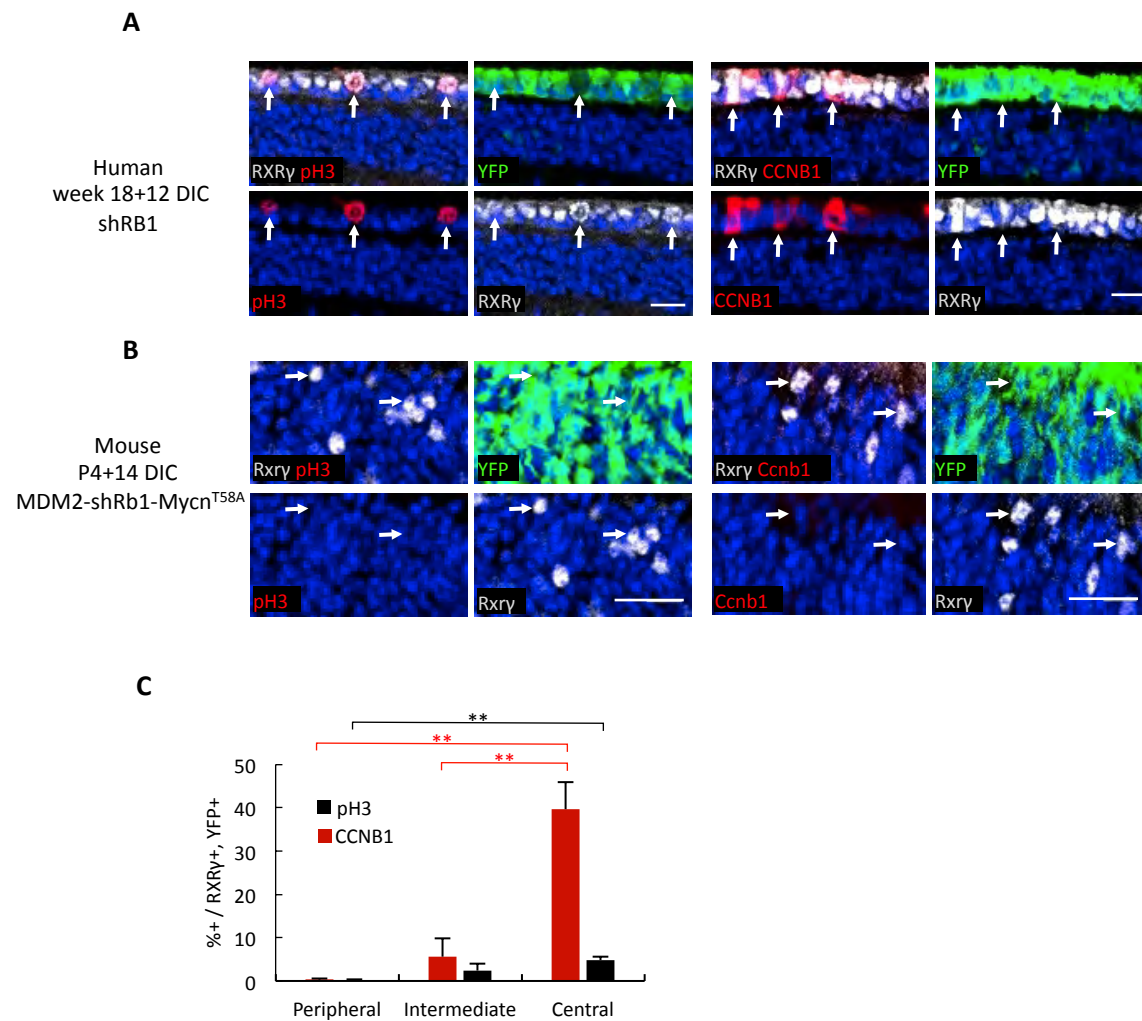 A
Human
week 18+12 DIC
shRB1
RXRγ pH3
YFP
RXRγ CCNB1
YFP
pH3
RXRγ
CCNB1
RXRγ
B
Mouse
P4+14 DIC
MDM2-shRb1-Mycn^T58A
Rxrγ pH3
YFP
Rxrγ Ccnb1
YFP
pH3
Rxrγ
Ccnb1
Rxrγ
C
**
**
**
%+ / RXRγ+, YFP+
50
40
30
20
10
0
pH3
CCNB1
Peripheral Intermediate Central